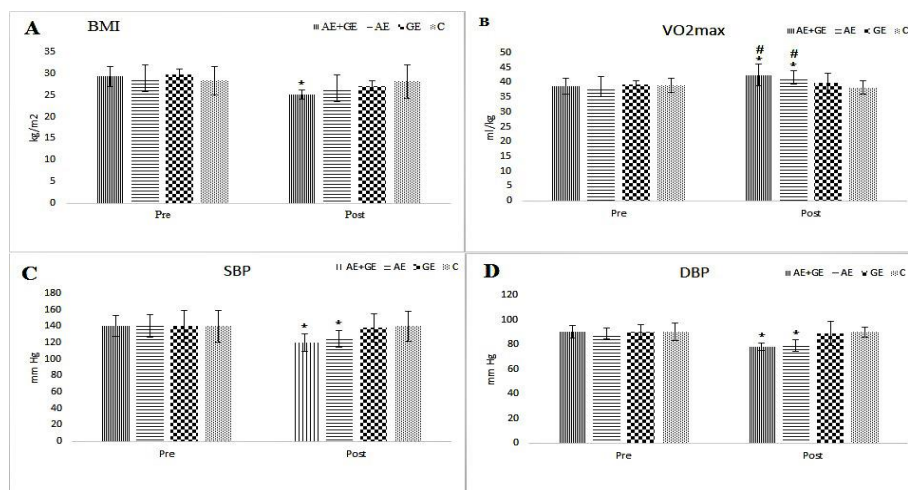 A BMI
AE+GE AE GE C
35
30
25
20
15
10
5
0
kg/m2
*
Pre Post
B VO2max
AE+GE AE GE C
50
45
40
35
30
25
20
15
10
5
0
ml/kg
# #
* *
Pre Post
C SBP
AE+GE AE GE C
180
160
140
120
100
80
60
40
20
0
mm Hg
* *
Pre Post
D DBP
AE+GE AE GE C
120
100
80
60
40
20
0
mm Hg
* *
Pre Post